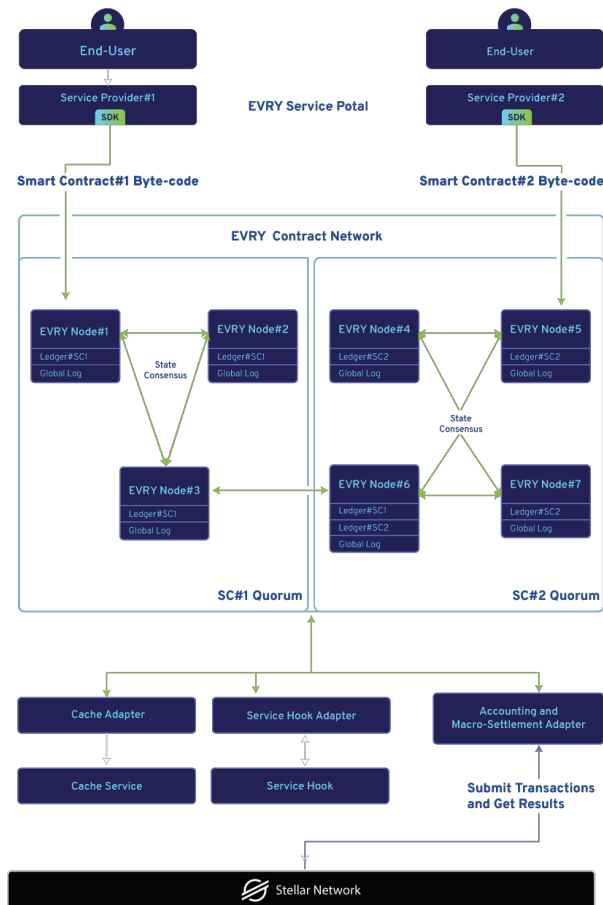 End-User
End-User
Service Provider#1
SDK
EVRY Service Potal
Service Provider#2
SDK
Smart Contract#1 Byte-code
Smart Contract#2 Byte-code
EVRY Contract Network
EVRY Node#1
Ledger#SC1
Global Log
EVRY Node#2
Ledger#SC1
Global Log
State
Consensus
EVRY Node#3
Ledger#SC1
Global Log
SC#1 Quorum
EVRY Node#4
Ledger#SC2
Global Log
EVRY Node#5
Ledger#SC2
Global Log
State
Consensus
EVRY Node#6
Ledger#SC1
Ledger#SC2
Global Log
EVRY Node#7
Ledger#SC2
Global Log
SC#2 Quorum
Cache Adapter
Service Hook Adapter
Accounting and
Macro-Settlement Adapter
Cache Service
Service Hook
Submit Transactions
and Get Results
Stellar Network